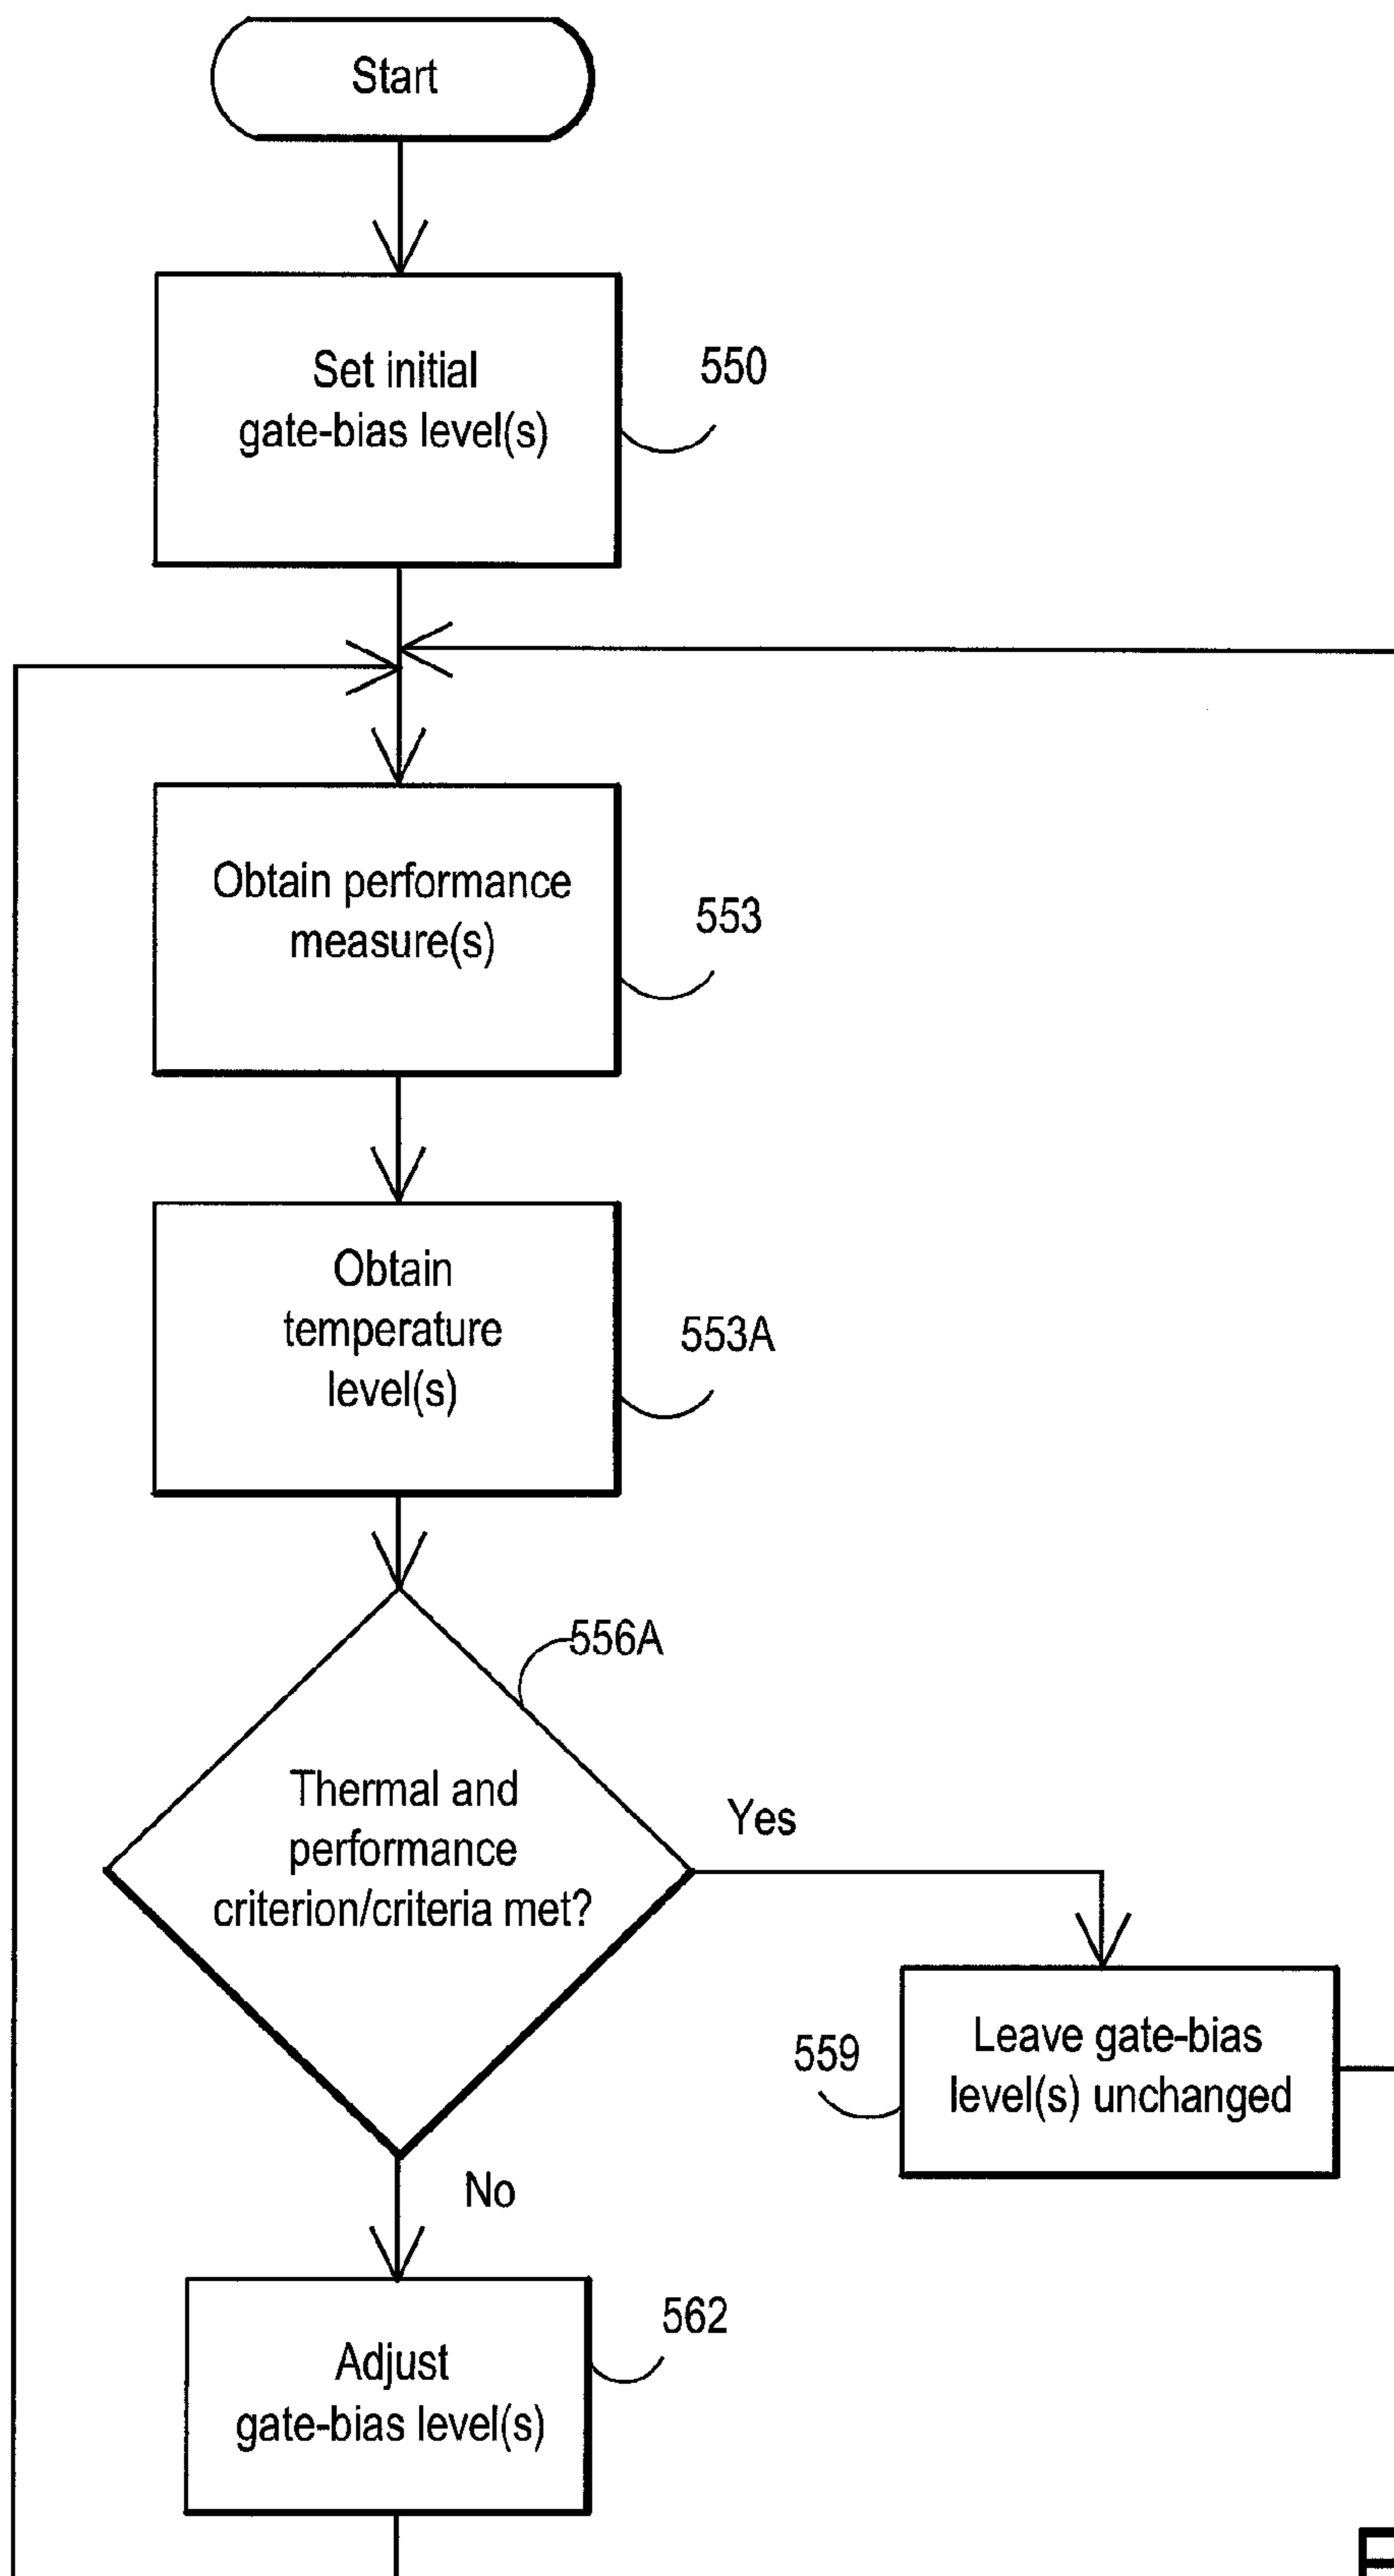 Start
Set initial
gate-bias level(s)
550
Obtain performance
measure(s)
553
Obtain
temperature
level(s)
553A
556A
Thermal and
performance
criterion/criteria met?
Yes
Leave gate-bias
level(s) unchanged
559
No
Adjust
gate-bias level(s)
562